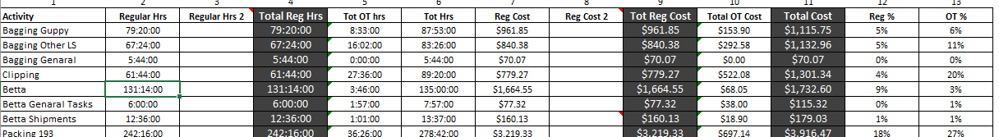 1 2 3 4 5 6 7 8 9 10 11 12 13
Activity Regular Hrs Regular Hrs 2 Total Reg Hrs Tot OT hrs Tot Hrs Reg Cost Reg Cost 2 Tot Reg Cost Total OT Cost Total Cost Reg % OT %
Bagging Guppy 79:20:00 79:20:00 8:33:00 87:53:00 $961.85 $961.85 $153.90 $1,115.75 5% 6%
Bagging Other LS 67:24:00 67:24:00 16:02:00 83:26:00 $840.38 $840.38 $292.58 $1,132.96 5% 11%
Bagging Genaral 5:44:00 5:44:00 0:00:00 5:44:00 $70.07 $70.07 $0.00 $70.07 0% 0%
Clipping 61:44:00 61:44:00 27:36:00 89:20:00 $779.27 $779.27 $522.08 $1,301.34 4% 20%
Betta 131:14:00 131:14:00 3:46:00 135:00:00 $1,664.55 $1,664.55 $68.05 $1,732.60 9% 3%
Betta Genaral Tasks 6:00:00 6:00:00 1:57:00 7:57:00 $77.32 $77.32 $38.00 $115.32 0% 1%
Betta Shipments 12:36:00 12:36:00 1:01:00 13:37:00 $160.13 $160.13 $18.90 $179.03 1% 1%
Packing 193 242:16:00 242:16:00 36:26:00 278:42:00 $3,219.33 $3,219.33 $697.14 $3,916.47 18% 27%